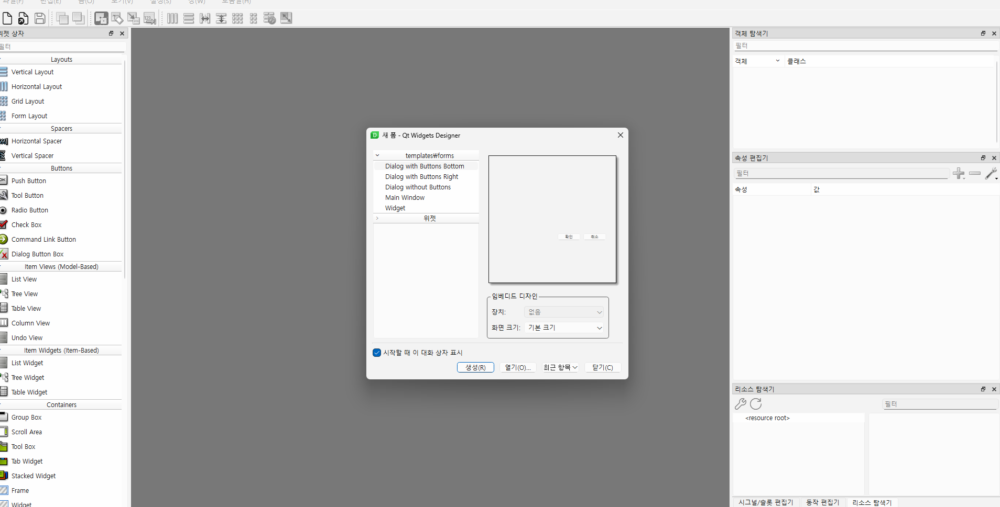 파일(F) 편집(E) 폼(O) 보기(V) 설정(S) 창(W) 도움말(H)
위젯 상자
필터
Layouts
Vertical Layout
Horizontal Layout
Grid Layout
Form Layout
Spacers
Horizontal Spacer
Vertical Spacer
Buttons
Push Button
Tool Button
Radio Button
Check Box
Command Link Button
Dialog Button Box
Item Views (Model-Based)
List View
Tree View
Table View
Column View
Undo View
Item Widgets (Item-Based)
List Widget
Tree Widget
Table Widget
Containers
Group Box
Scroll Area
Tool Box
Tab Widget
Stacked Widget
Frame
Widget
새 폼 - Qt Widgets Designer
templates₩forms
Dialog with Buttons Bottom
Dialog with Buttons Right
Dialog without Buttons
Main Window
Widget
위젯
확인 취소
임베디드 디자인
장치: 없음
화면 크기: 기본 크기
시작할 때 이 대화 상자 표시
생성(R) 열기(O)... 최근 항목 닫기(C)
객체 탐색기
필터
객체 클래스
속성 편집기
필터
속성 값
리소스 탐색기
필터
<resource root>
시그널/슬롯 편집기 동작 편집기 리소스 탐색기